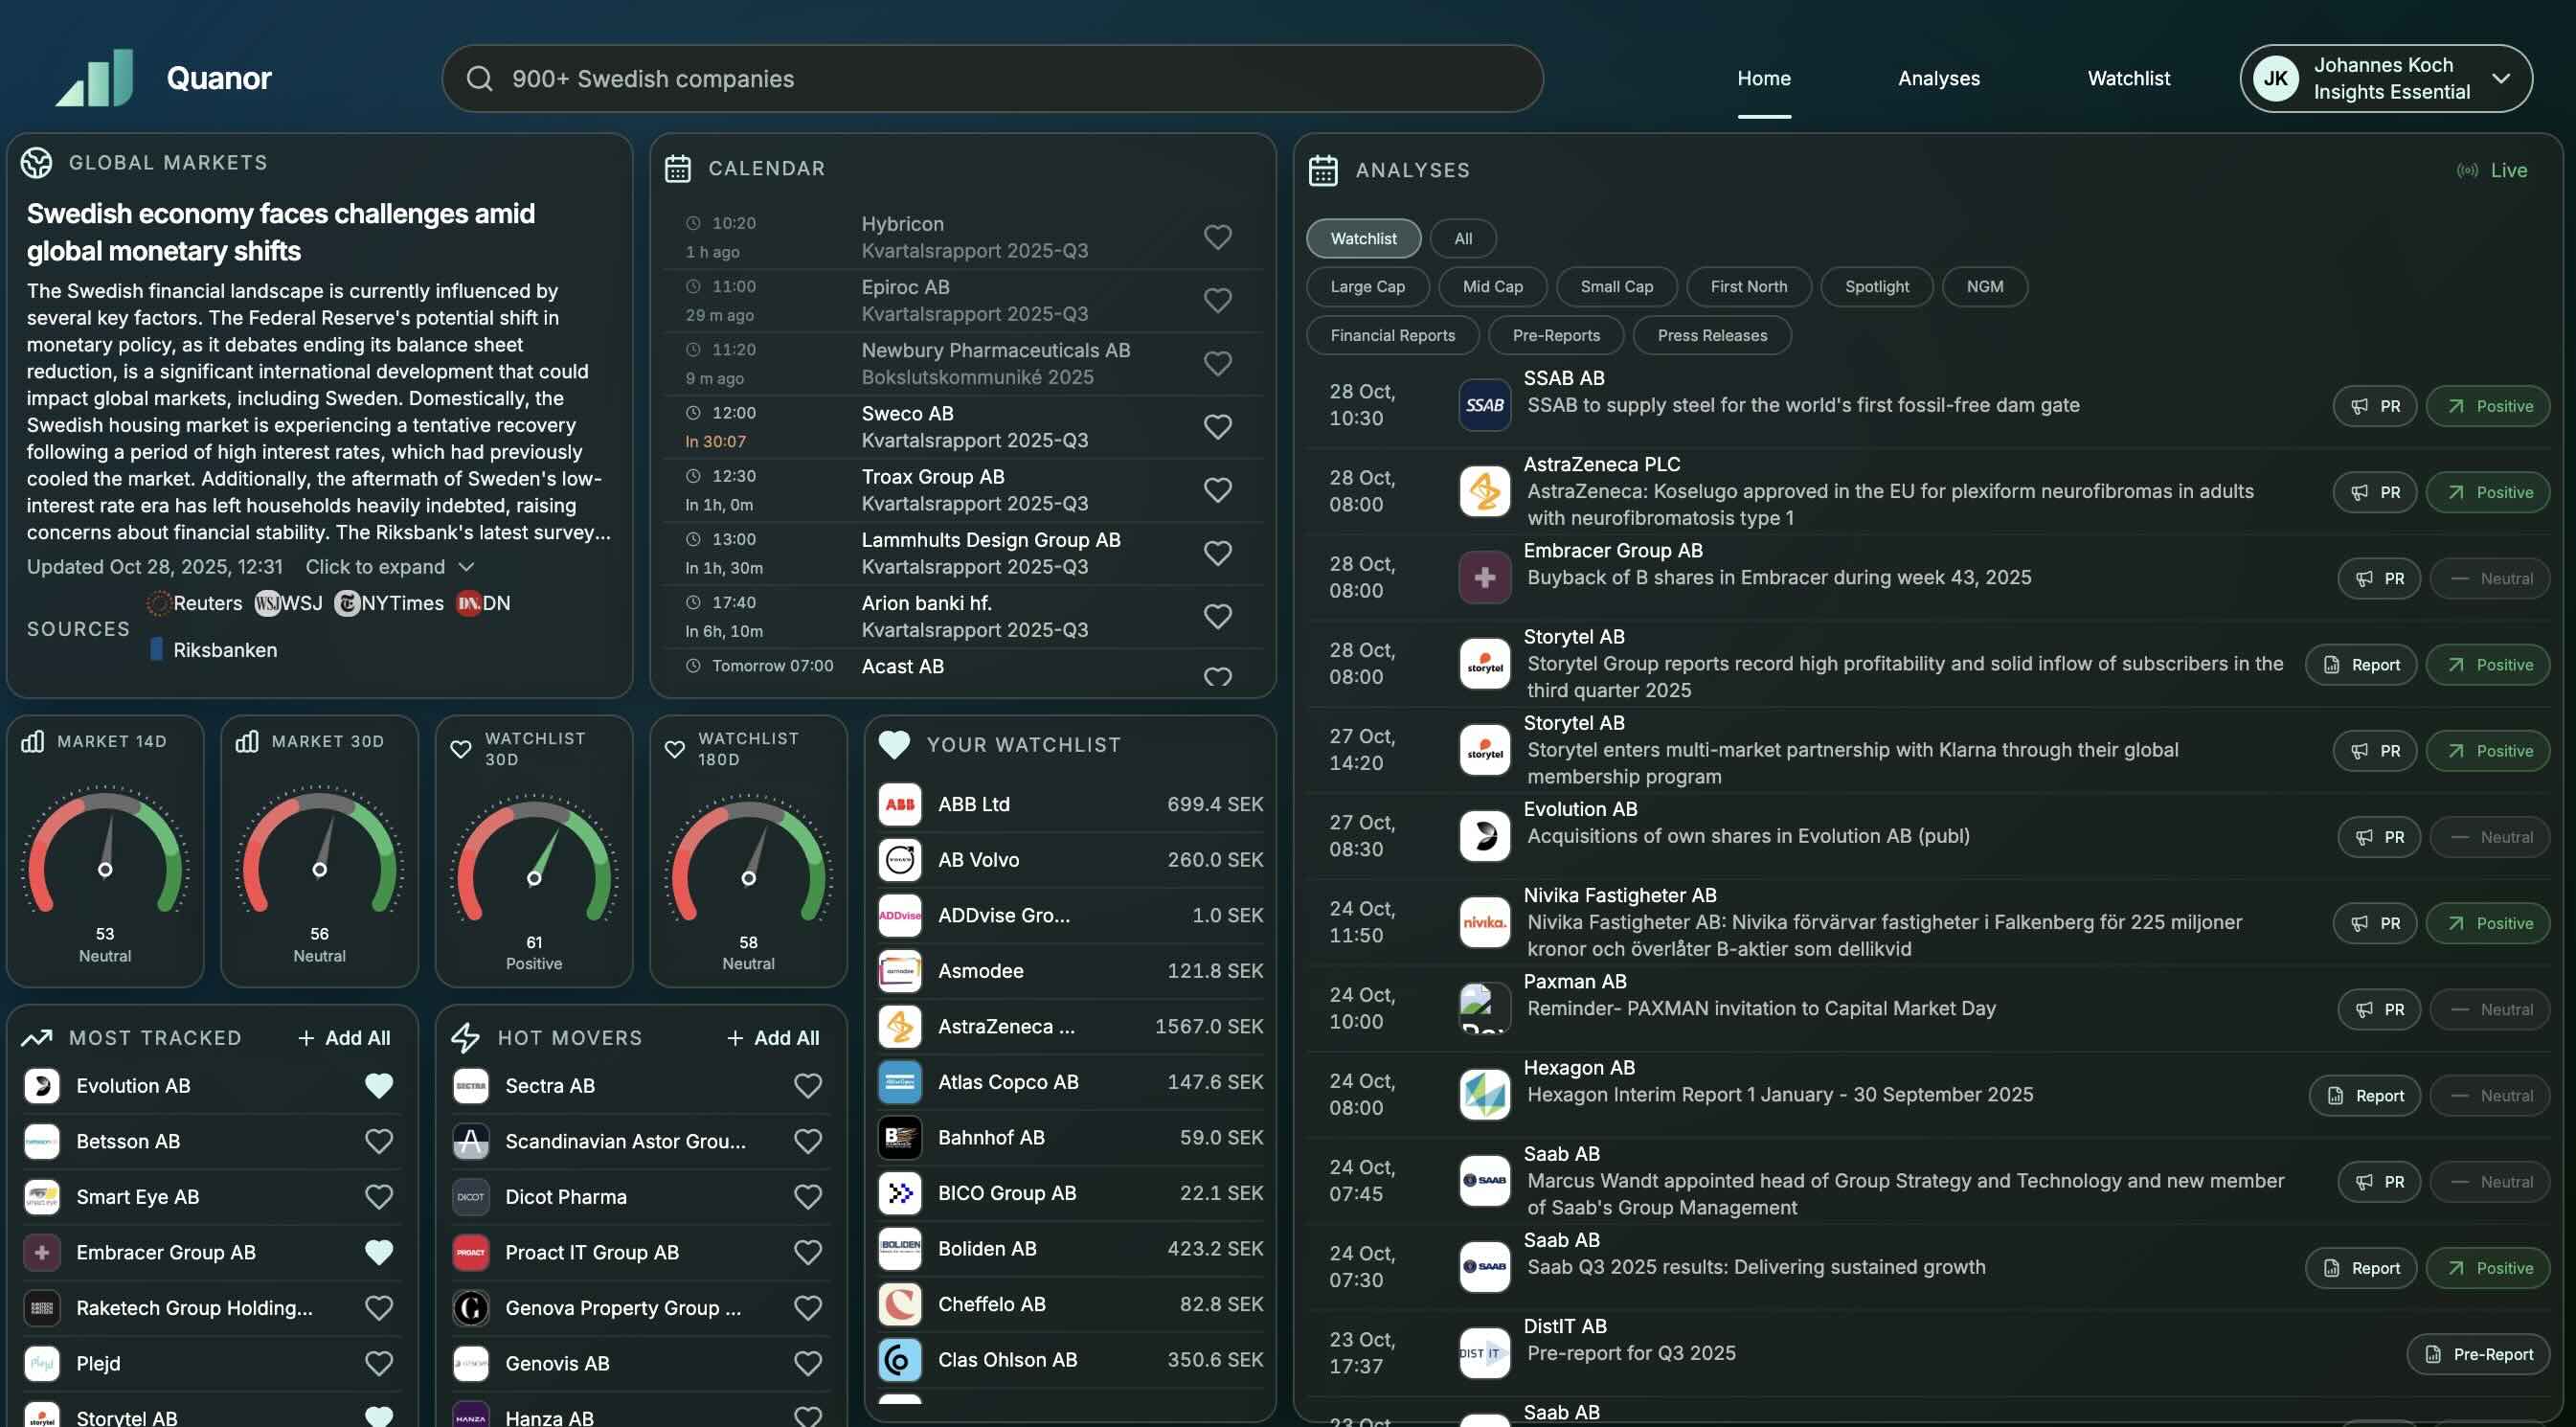 Quanor
900+ Swedish companies
Home
Analyses
Watchlist
JK
Johannes Koch
Insights Essential
GLOBAL MARKETS
Swedish economy faces challenges amid
global monetary shifts
The Swedish financial landscape is currently influenced by
several key factors. The Federal Reserve's potential shift in
monetary policy, as it debates ending its balance sheet
reduction, is a significant international development that could
impact global markets, including Sweden. Domestically, the
Swedish housing market is experiencing a tentative recovery
following a period of high interest rates, which had previously
cooled the market. Additionally, the aftermath of Sweden's low-
interest rate era has left households heavily indebted, raising
concerns about financial stability. The Riksbank's latest survey...
Updated Oct 28, 2025, 12:31 Click to expand
SOURCES
Reuters WSJ WSJ NYTimes DN. DN
Riksbanken
CALENDAR
10:20 Hybricon
1 h ago Kvartalsrapport 2025-Q3
11:00 Epiroc AB
29 m ago Kvartalsrapport 2025-Q3
11:20 Newbury Pharmaceuticals AB
9 m ago Bokslutskommuniké 2025
12:00 Sweco AB
In 30:07 Kvartalsrapport 2025-Q3
12:30 Troax Group AB
In 1h, 0m Kvartalsrapport 2025-Q3
13:00 Lammhults Design Group AB
In 1h, 30m Kvartalsrapport 2025-Q3
17:40 Arion banki hf.
In 6h, 10m Kvartalsrapport 2025-Q3
Tomorrow 07:00 Acast AB
MARKET 14D
53
Neutral
MARKET 30D
56
Neutral
WATCHLIST
30D
61
Positive
WATCHLIST
180D
58
Neutral
MOST TRACKED + Add All
Evolution AB
Betsson AB
Smart Eye AB
Embracer Group AB
Raketech Group Holding...
Plejd Plejd
storytel Storytel AB
HOT MOVERS + Add All
SECTRA Sectra AB
Scandinavian Astor Grou...
DICOT Dicot Pharma
PROACT Proact IT Group AB
G Genova Property Group ...
Genovis AB
HANZA Hanza AB
YOUR WATCHLIST
ABB ABB Ltd 699.4 SEK
VOLVO AB Volvo 260.0 SEK
ADDvise ADDvise Gro... 1.0 SEK
asmodee Asmodee 121.8 SEK
AstraZeneca ... 1567.0 SEK
Atlas Copco Atlas Copco AB 147.6 SEK
Bahnhof AB 59.0 SEK
BICO Group AB 22.1 SEK
BOLIDEN Boliden AB 423.2 SEK
Cheffelo AB 82.8 SEK
Clas Ohlson AB 350.6 SEK
ANALYSES
Live
Watchlist All
Large Cap Mid Cap Small Cap First North Spotlight NGM
Financial Reports Pre-Reports Press Releases
28 Oct,
10:30
SSAB
SSAB AB
SSAB to supply steel for the world's first fossil-free dam gate
PR Positive
28 Oct,
08:00
AstraZeneca PLC
AstraZeneca: Koselugo approved in the EU for plexiform neurofibromas in adults
with neurofibromatosis type 1
PR Positive
28 Oct,
08:00
Embracer Group AB
Buyback of B shares in Embracer during week 43, 2025
PR Neutral
28 Oct,
08:00
storytel
Storytel AB
Storytel Group reports record high profitability and solid inflow of subscribers in the
third quarter 2025
Report Positive
27 Oct,
14:20
storytel
Storytel AB
Storytel enters multi-market partnership with Klarna through their global
membership program
PR Positive
27 Oct,
08:30
Evolution AB
Acquisitions of own shares in Evolution AB (publ)
PR Neutral
24 Oct,
11:50
nivika.
Nivika Fastigheter AB
Nivika Fastigheter AB: Nivika förvärvar fastigheter i Falkenberg för 225 miljoner
kronor och överlåter B-aktier som dellikvid
PR Positive
24 Oct,
10:00
Paxman AB
Reminder- PAXMAN invitation to Capital Market Day
PR Neutral
24 Oct,
08:00
Hexagon AB
Hexagon Interim Report 1 January - 30 September 2025
Report Neutral
24 Oct,
07:45
SAAB
Saab AB
Marcus Wandt appointed head of Group Strategy and Technology and new member
of Saab's Group Management
PR Neutral
24 Oct,
07:30
SAAB
Saab AB
Saab Q3 2025 results: Delivering sustained growth
Report Positive
23 Oct,
17:37
DIST IT
DistIT AB
Pre-report for Q3 2025
Pre-Report
23 Oct,
Saab AB